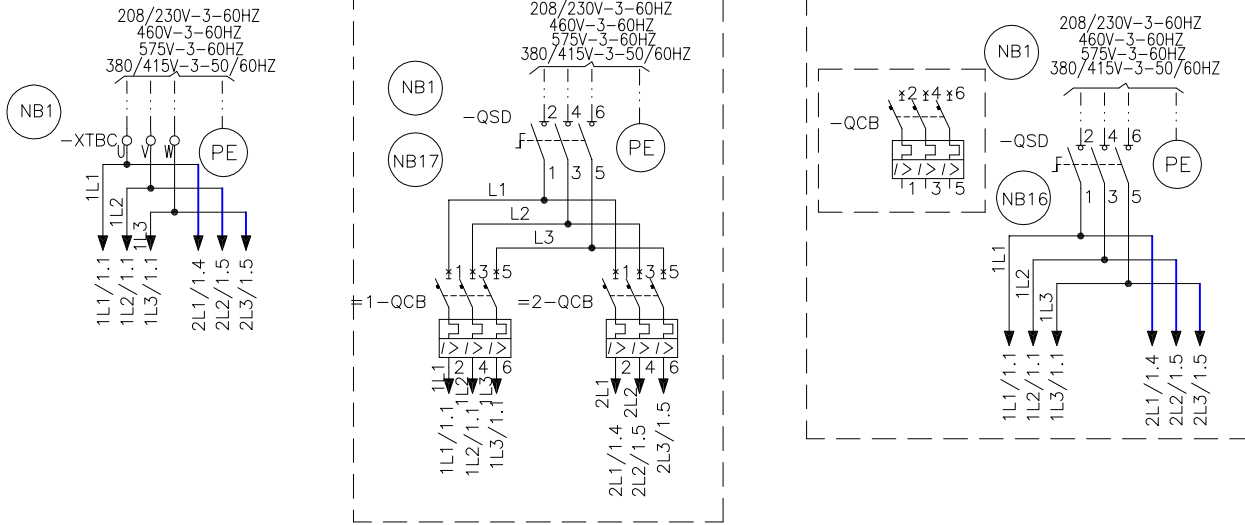 208/230V-3-60HZ
460V-3-60HZ
575V-3-60HZ
380/415V-3-50/60HZ
NB1
-XTBC
U V W
PE
1L1
1L2
1L3
1L1/1.1
1L2/1.1
1L3/1.1
2L1/1.4
2L2/1.5
2L3/1.5
208/230V-3-60HZ
460V-3-60HZ
575V-3-60HZ
380/415V-3-50/60HZ
NB1
NB17
-QSD
2 4 6
PE
1 3 5
L1
L2
L3
1 3 5
1 3 5
=1-QCB
=2-QCB
I> I> I>
I> I> I>
2 4 6
2 4 6
1L1
1L2
1L3
2L1
2L2
1L1/1.1
1L2/1.1
1L3/1.1
2L1/1.4
2L2/1.5
2L3/1.5
208/230V-3-60HZ
460V-3-60HZ
575V-3-60HZ
380/415V-3-50/60HZ
NB1
2 4 6
-QCB
I> I> I>
1 3 5
-QSD
2 4 6
PE
NB16
1 3 5
1L1
1L2
1L3
1L1/1.1
1L2/1.1
1L3/1.1
2L1/1.4
2L2/1.5
2L3/1.5